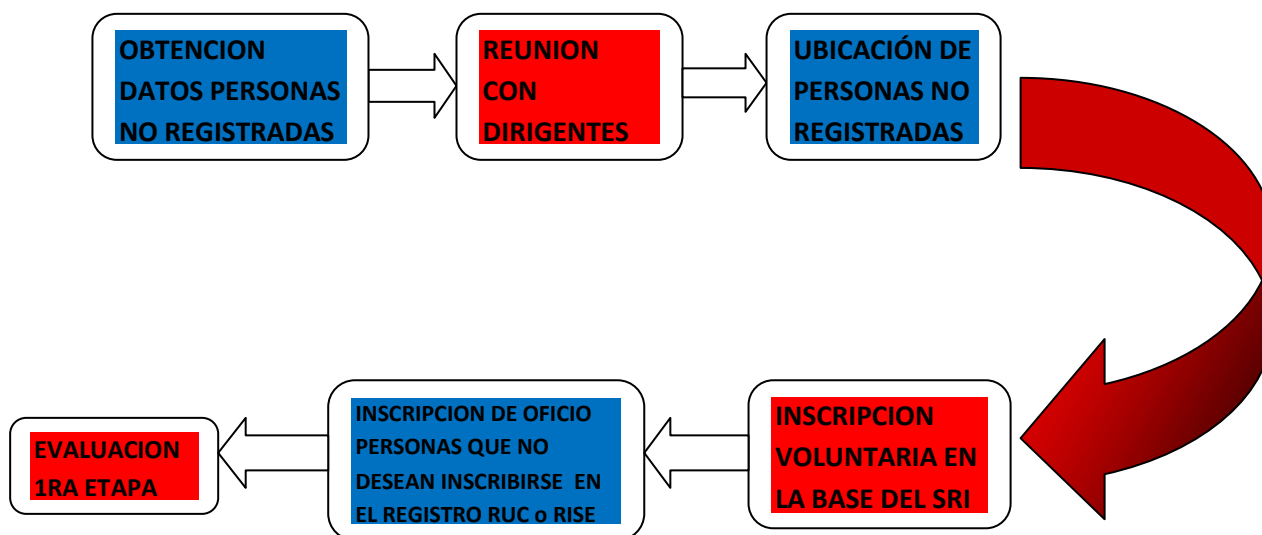 OBTENCION
DATOS PERSONAS
NO REGISTRADAS
REUNION
CON
DIRIGENTES
UBICACIÓN DE
PERSONAS NO
REGISTRADAS
INSCRIPCION
VOLUNTARIA EN
LA BASE DEL SRI
INSCRIPCION DE OFICIO
PERSONAS QUE NO
DESEAN INSCRIBIRSE EN
EL REGISTRO RUC o RISE
EVALUACION
1RA ETAPA